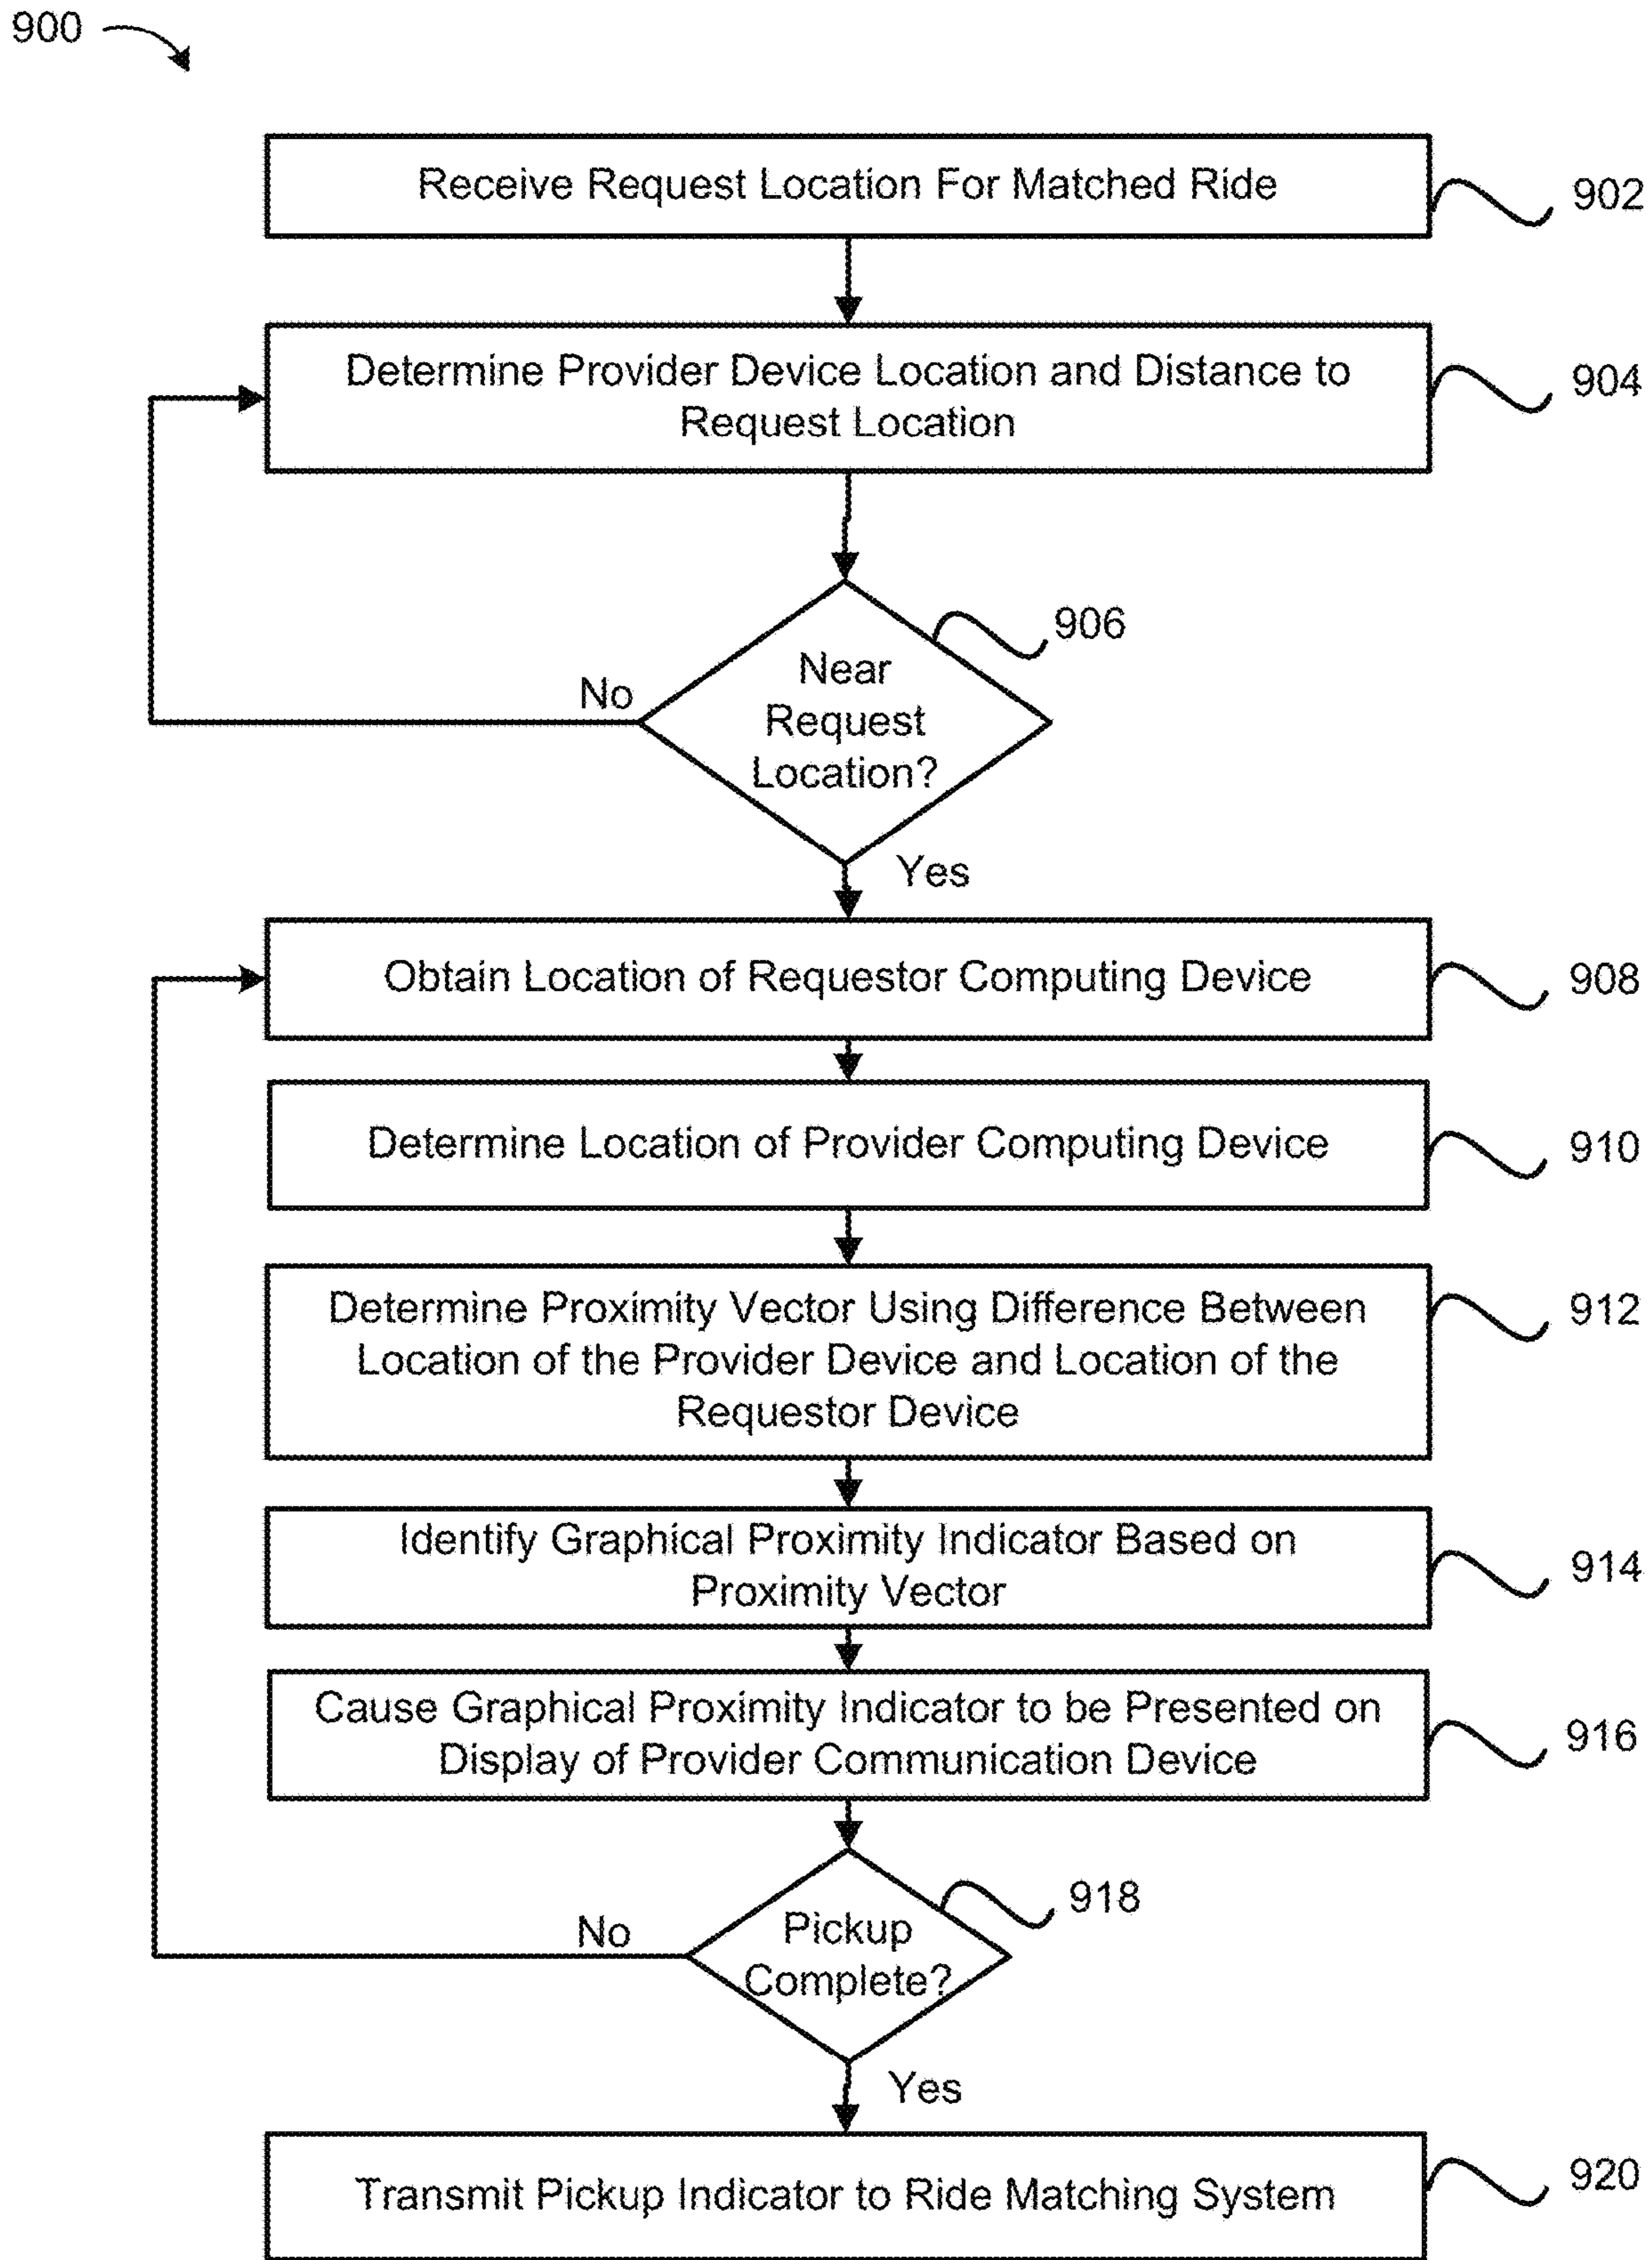 900
Receive Request Location For Matched Ride
902
Determine Provider Device Location and Distance to
Request Location
904
906
Near
Request
Location?
No
Yes
Obtain Location of Requestor Computing Device
908
Determine Location of Provider Computing Device
910
Determine Proximity Vector Using Difference Between
Location of the Provider Device and Location of the
Requestor Device
912
Identify Graphical Proximity Indicator Based on
Proximity Vector
914
Cause Graphical Proximity Indicator to be Presented on
Display of Provider Communication Device
916
918
Pickup
Complete?
No
Yes
Transmit Pickup Indicator to Ride Matching System
920